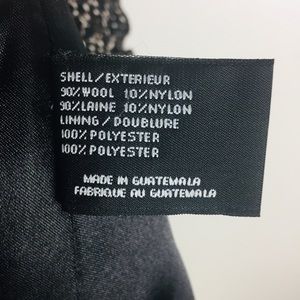 SHELL/EXTERIEUR
90%WOOL 10%NYLON
90%LAINE 10%NYLON
LINING/DOUBLURE
100%POLYESTER
100%POLYESTER
MADE IN GUATEMALA
FABRIQUE AU GUATEMALA